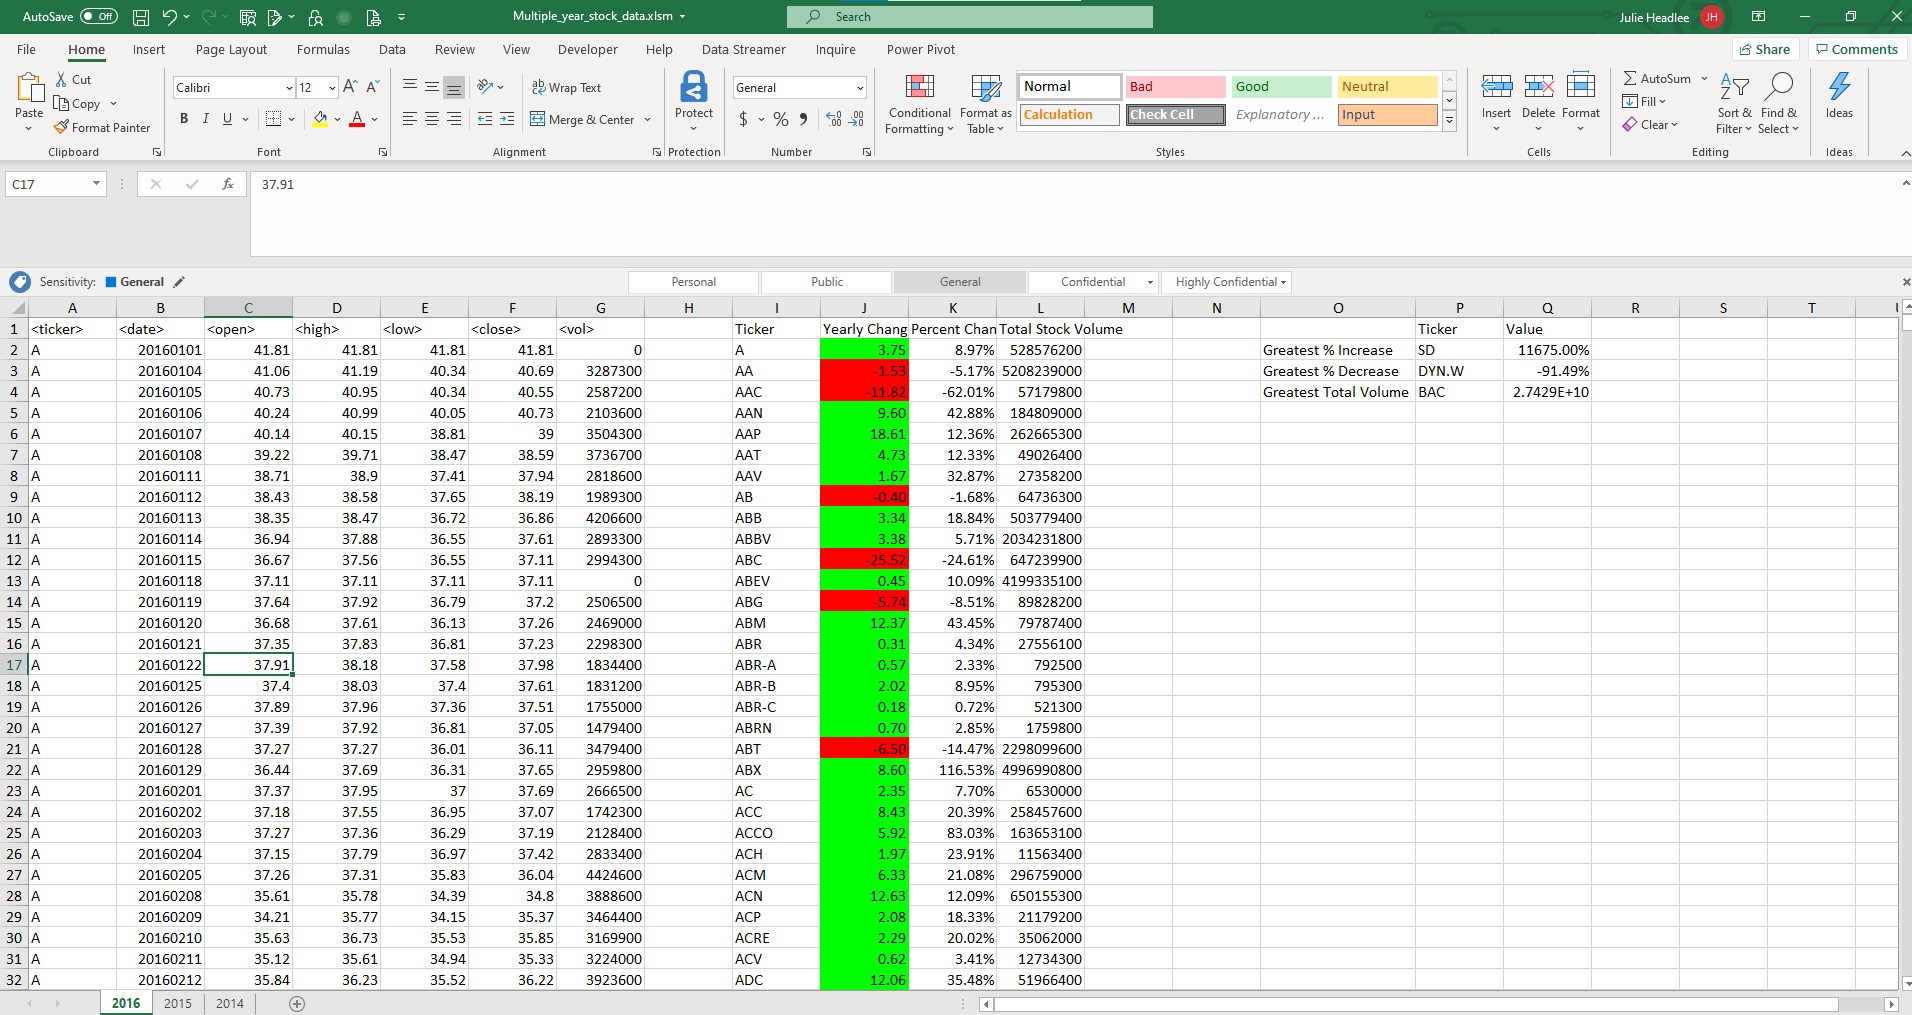 AutoSave Off Multiple_year_stock_data.xlsm Search Julie Headlee JH
File Home Insert Page Layout Formulas Data Review View Developer Help Data Streamer Inquire Power Pivot Share Comments
Cut
Copy
Format Painter
Paste
Clipboard
Calibri 12 A A
B I U A
Font
Wrap Text
Merge & Center
Alignment
Protect
Protection
General
$ % 9
Number
Conditional Formatting
Format as Table
Normal Bad Good Neutral
Calculation Check Cell Explanatory ... Input
Styles
Insert Delete Format
Cells
AutoSum
Fill
Clear
Sort & Filter
Find & Select
Editing
Ideas
Ideas
C17 fx 37.91
Sensitivity: General Personal Public General Confidential Highly Confidential
A B C D E F G H I J K L M N O P Q R S T
1 <ticker> <date> <open> <high> <low> <close> <vol> Ticker Yearly Chang Percent Chan Total Stock Volume Ticker Value
2 A 20160101 41.81 41.81 41.81 41.81 0 A 3.75 8.97% 528576200 Greatest % Increase SD 11675.00%
3 A 20160104 41.06 41.19 40.34 40.69 3287300 AA -1.53 -5.17% 5208239000 Greatest % Decrease DYN.W -91.49%
4 A 20160105 40.73 40.95 40.34 40.55 2587200 AAC -11.82 -62.01% 57179800 Greatest Total Volume BAC 2.7429E+10
5 A 20160106 40.24 40.99 40.05 40.73 2103600 AAN 9.60 42.88% 184809000
6 A 20160107 40.14 40.15 38.81 39 3504300 AAP 18.61 12.36% 262665300
7 A 20160108 39.22 39.71 38.47 38.59 3736700 AAT 4.73 12.33% 49026400
8 A 20160111 38.71 38.9 37.41 37.94 2818600 AAV 1.67 32.87% 27358200
9 A 20160112 38.43 38.58 37.65 38.19 1989300 AB -0.40 -1.68% 64736300
10 A 20160113 38.35 38.47 36.72 36.86 4206600 ABB 3.34 18.84% 503779400
11 A 20160114 36.94 37.88 36.55 37.61 2893300 ABBV 3.38 5.71% 2034231800
12 A 20160115 36.67 37.56 36.55 37.11 2994300 ABC -25.52 -24.61% 647239900
13 A 20160118 37.11 37.11 37.11 37.11 0 ABEV 0.45 10.09% 4199335100
14 A 20160119 37.64 37.92 36.79 37.2 2506500 ABG -5.74 -8.51% 89828200
15 A 20160120 36.68 37.61 36.13 37.26 2469000 ABM 12.37 43.45% 79787400
16 A 20160121 37.35 37.83 36.81 37.23 2298300 ABR 0.31 4.34% 27556100
17 A 20160122 37.91 38.18 37.58 37.98 1834400 ABR-A 0.57 2.33% 792500
18 A 20160125 37.4 38.03 37.4 37.61 1831200 ABR-B 2.02 8.95% 795300
19 A 20160126 37.89 37.96 37.36 37.51 1755000 ABR-C 0.18 0.72% 521300
20 A 20160127 37.39 37.92 36.81 37.05 1479400 ABRN 0.70 2.85% 1759800
21 A 20160128 37.27 37.27 36.01 36.11 3479400 ABT -6.50 -14.47% 2298099600
22 A 20160129 36.44 37.69 36.31 37.65 2959800 ABX 8.60 116.53% 4996990800
23 A 20160201 37.37 37.95 37 37.69 2666500 AC 2.35 7.70% 6530000
24 A 20160202 37.18 37.55 36.95 37.07 1742300 ACC 8.43 20.39% 258457600
25 A 20160203 37.27 37.36 36.29 37.19 2128400 ACCO 5.92 83.03% 163653100
26 A 20160204 37.15 37.79 36.97 37.42 2833400 ACH 1.97 23.91% 11563400
27 A 20160205 37.26 37.31 35.83 36.04 4424600 ACM 6.33 21.08% 296759000
28 A 20160208 35.61 35.78 34.39 34.8 3888600 ACN 12.63 12.09% 650155300
29 A 20160209 34.21 35.77 34.15 35.37 3464400 ACP 2.08 18.33% 21179200
30 A 20160210 35.63 36.73 35.53 35.85 3169900 ACRE 2.29 20.02% 35062000
31 A 20160211 35.12 35.61 34.94 35.33 3224000 ACV 0.62 3.41% 12734300
32 A 20160212 35.84 36.23 35.52 36.22 3923600 ADC 12.06 35.48% 51966400
2016 2015 2014